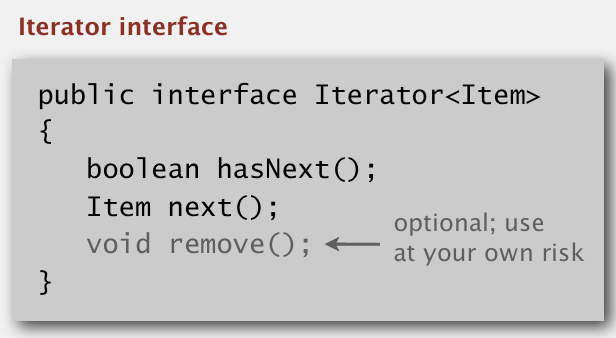 Iterator interface
public interface Iterator<Item>
{
boolean hasNext();
Item next();
void remove();
optional; use
at your own risk
}